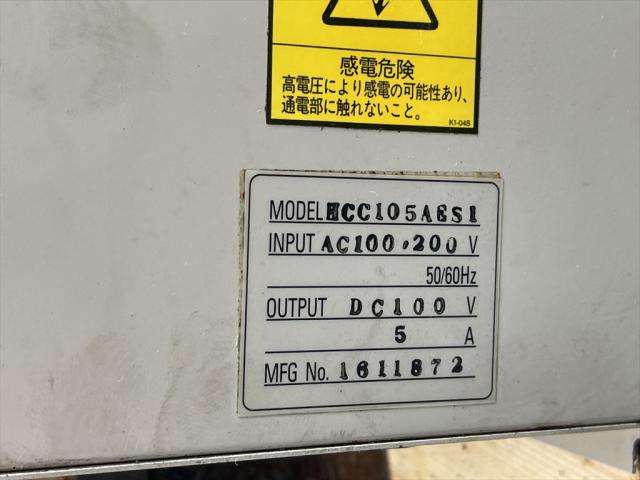 感電危険
高電圧により感電の可能性あり、
通電部に触れないこと。
K1-04S
MODEL HCC105AES1
INPUT AC100・200 V
50/60Hz
OUTPUT DC100 V
5 A
MFG No. 1611872